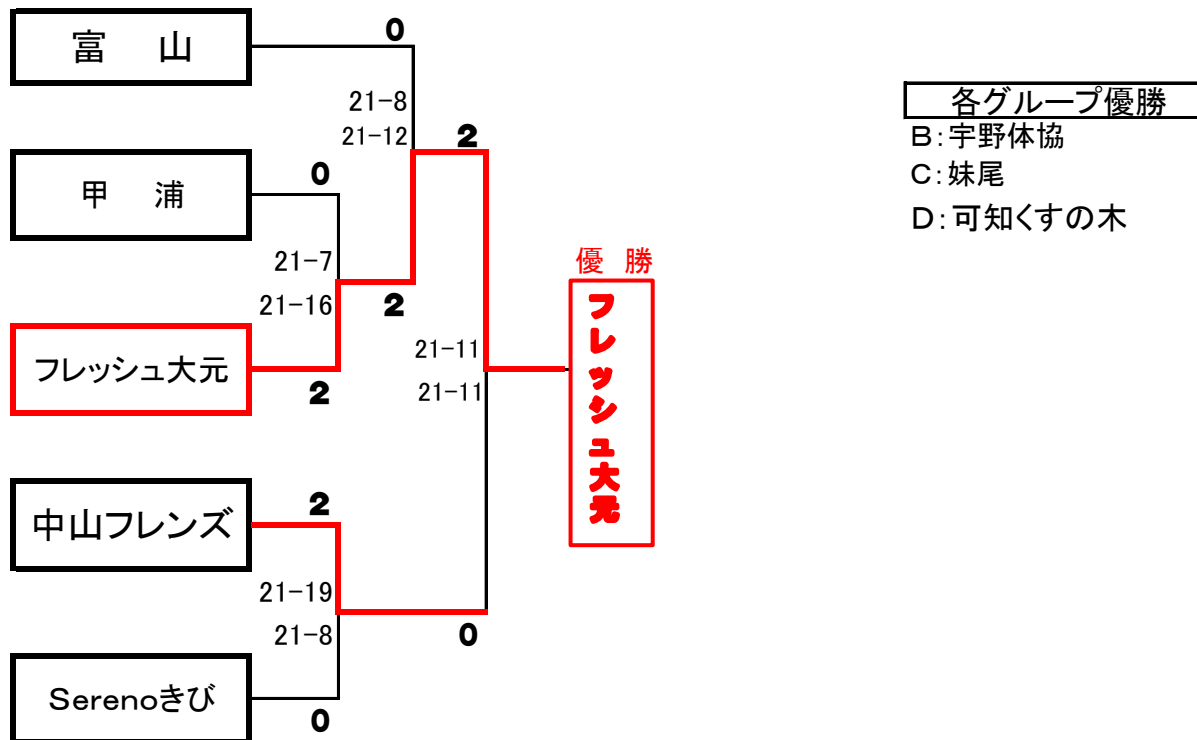 富　山
0
21-8
21-12
2
甲　浦
0
21-7
21-16
2
フレッシュ大元
2
優 勝
フレッシュ大元
21-11
21-11
中山フレンズ
2
21-19
21-8
0
Serenoきび
0
各グループ優勝
B:宇野体協
C:妹尾
D:可知くすの木